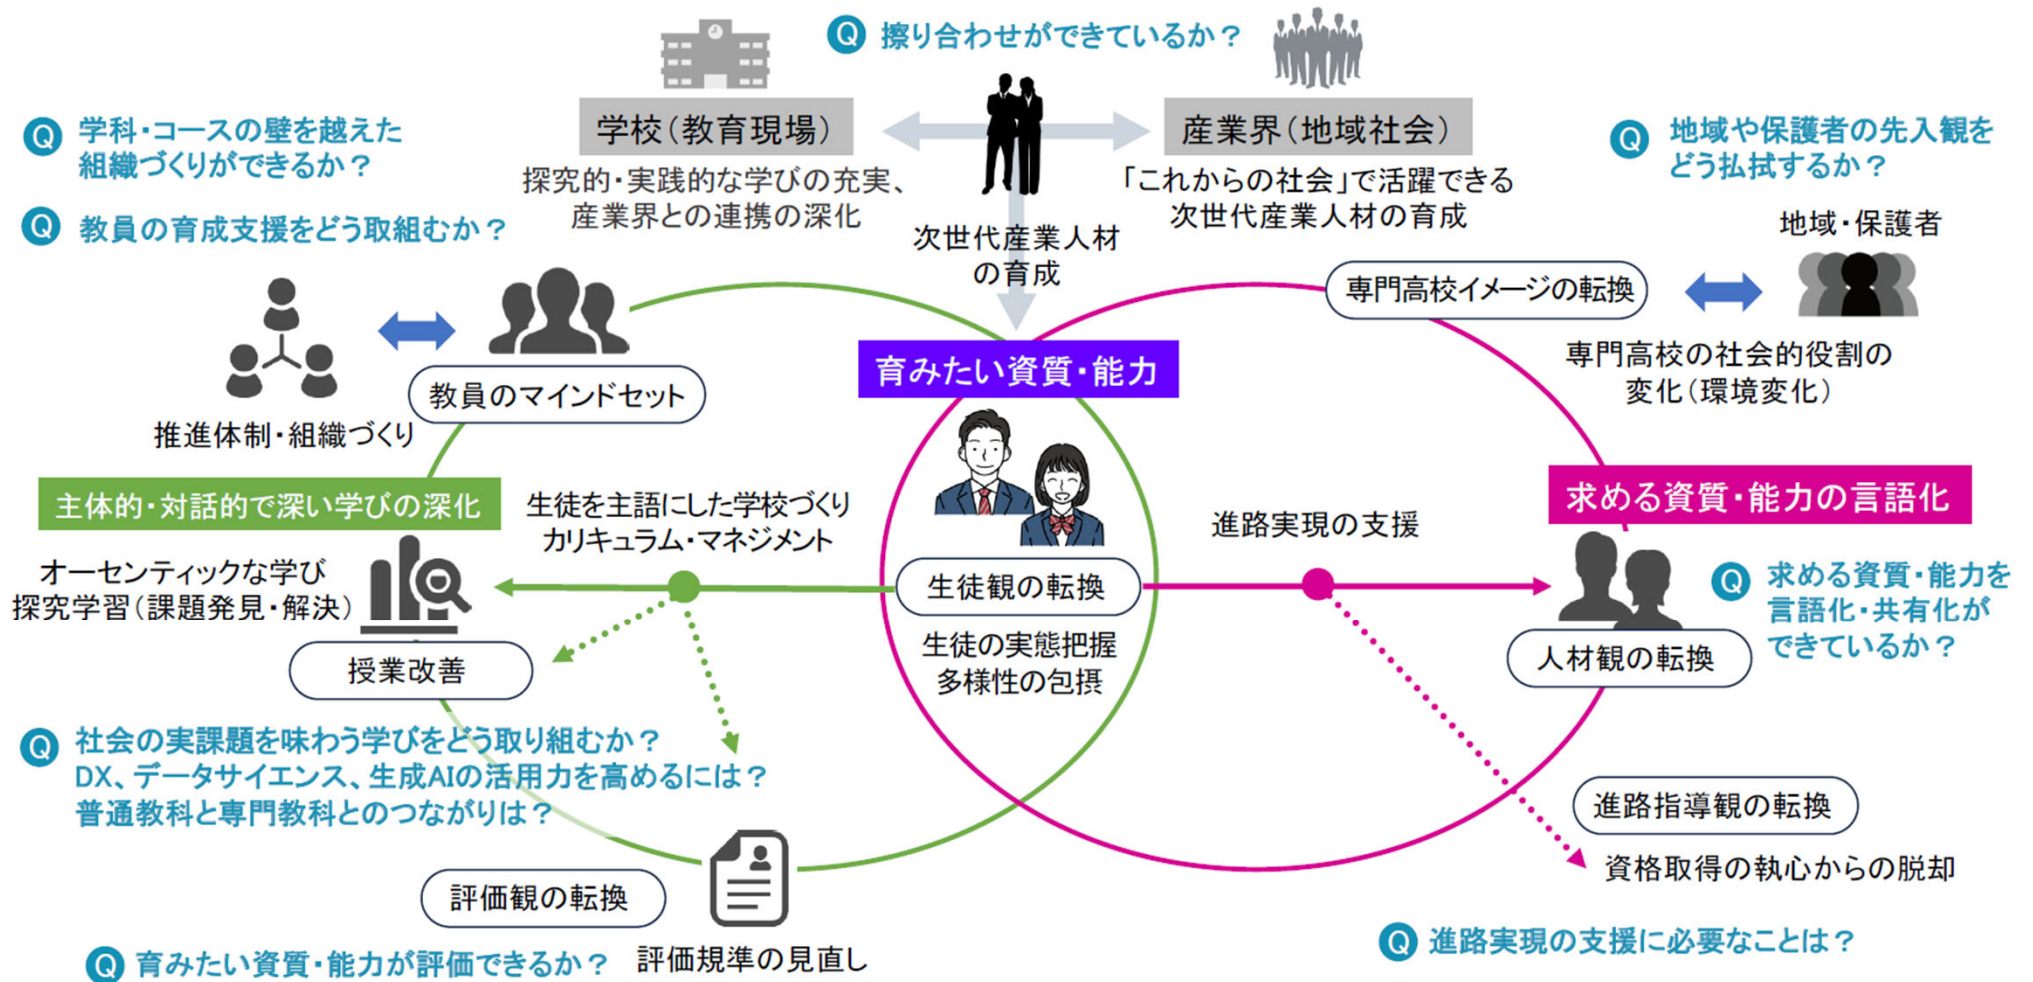 Q 擦り合わせができているか？
学校（教育現場）
産業界（地域社会）
探究的・実践的な学びの充実、
産業界との連携の深化
「これからの社会」で活躍できる
次世代産業人材の育成
次世代産業人材
の育成
Q 学科・コースの壁を越えた
組織づくりができるか？
Q 教員の育成支援をどう取組むか？
Q 地域や保護者の先入観を
どう払拭するか？
地域・保護者
専門高校イメージの転換
専門高校の社会的役割の
変化（環境変化）
教員のマインドセット
推進体制・組織づくり
育みたい資質・能力
主体的・対話的で深い学びの深化
生徒を主語にした学校づくり
カリキュラム・マネジメント
進路実現の支援
求める資質・能力の言語化
オーセンティックな学び
探究学習（課題発見・解決）
授業改善
生徒観の転換
生徒の実態把握
多様性の包摂
人材観の転換
Q 求める資質・能力を
言語化・共有化が
できているか？
Q 社会の実課題を味わう学びをどう取り組むか？
DX、データサイエンス、生成AIの活用力を高めるには？
普通教科と専門教科とのつながりは？
進路指導観の転換
資格取得の執心からの脱却
評価観の転換
評価規準の見直し
Q 育みたい資質・能力が評価できるか？
Q 進路実現の支援に必要なことは？